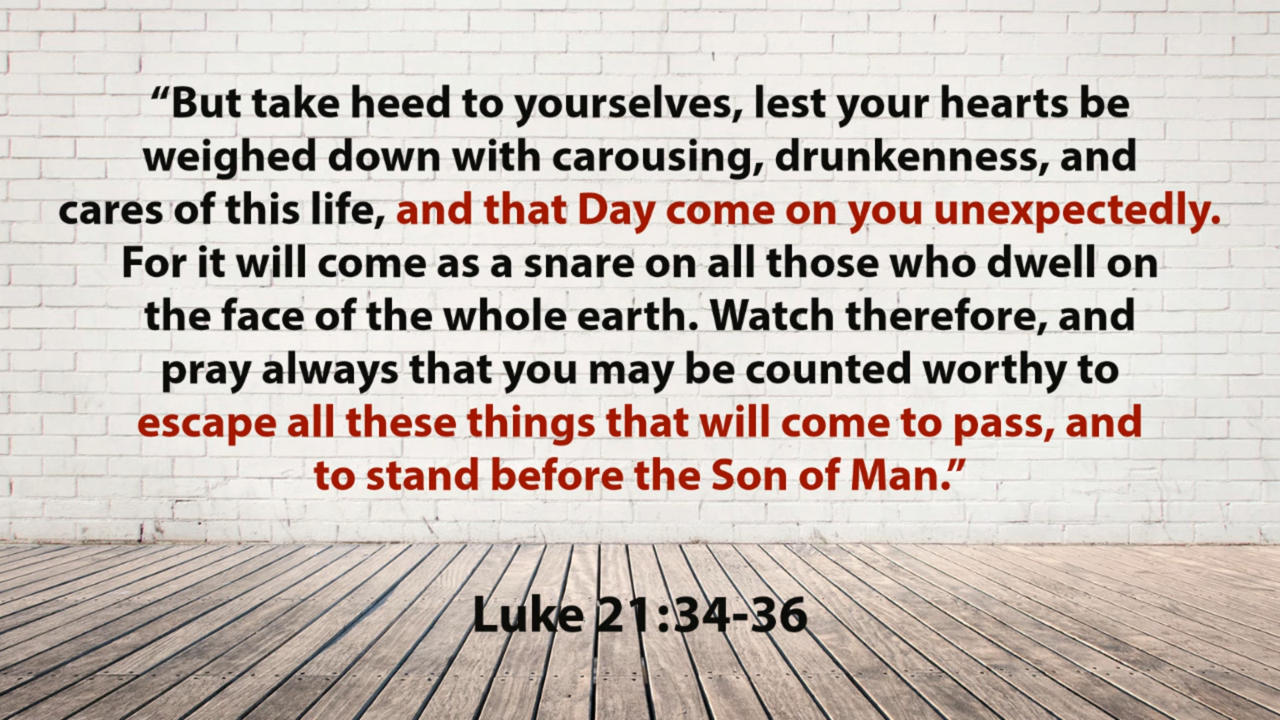 “But take heed to yourselves, lest your hearts be
weighed down with carousing, drunkenness, and
cares of this life, and that Day come on you unexpectedly.
For it will come as a snare on all those who dwell on
the face of the whole earth. Watch therefore, and
pray always that you may be counted worthy to
escape all these things that will come to pass, and
to stand before the Son of Man.”
Luke 21:34-36